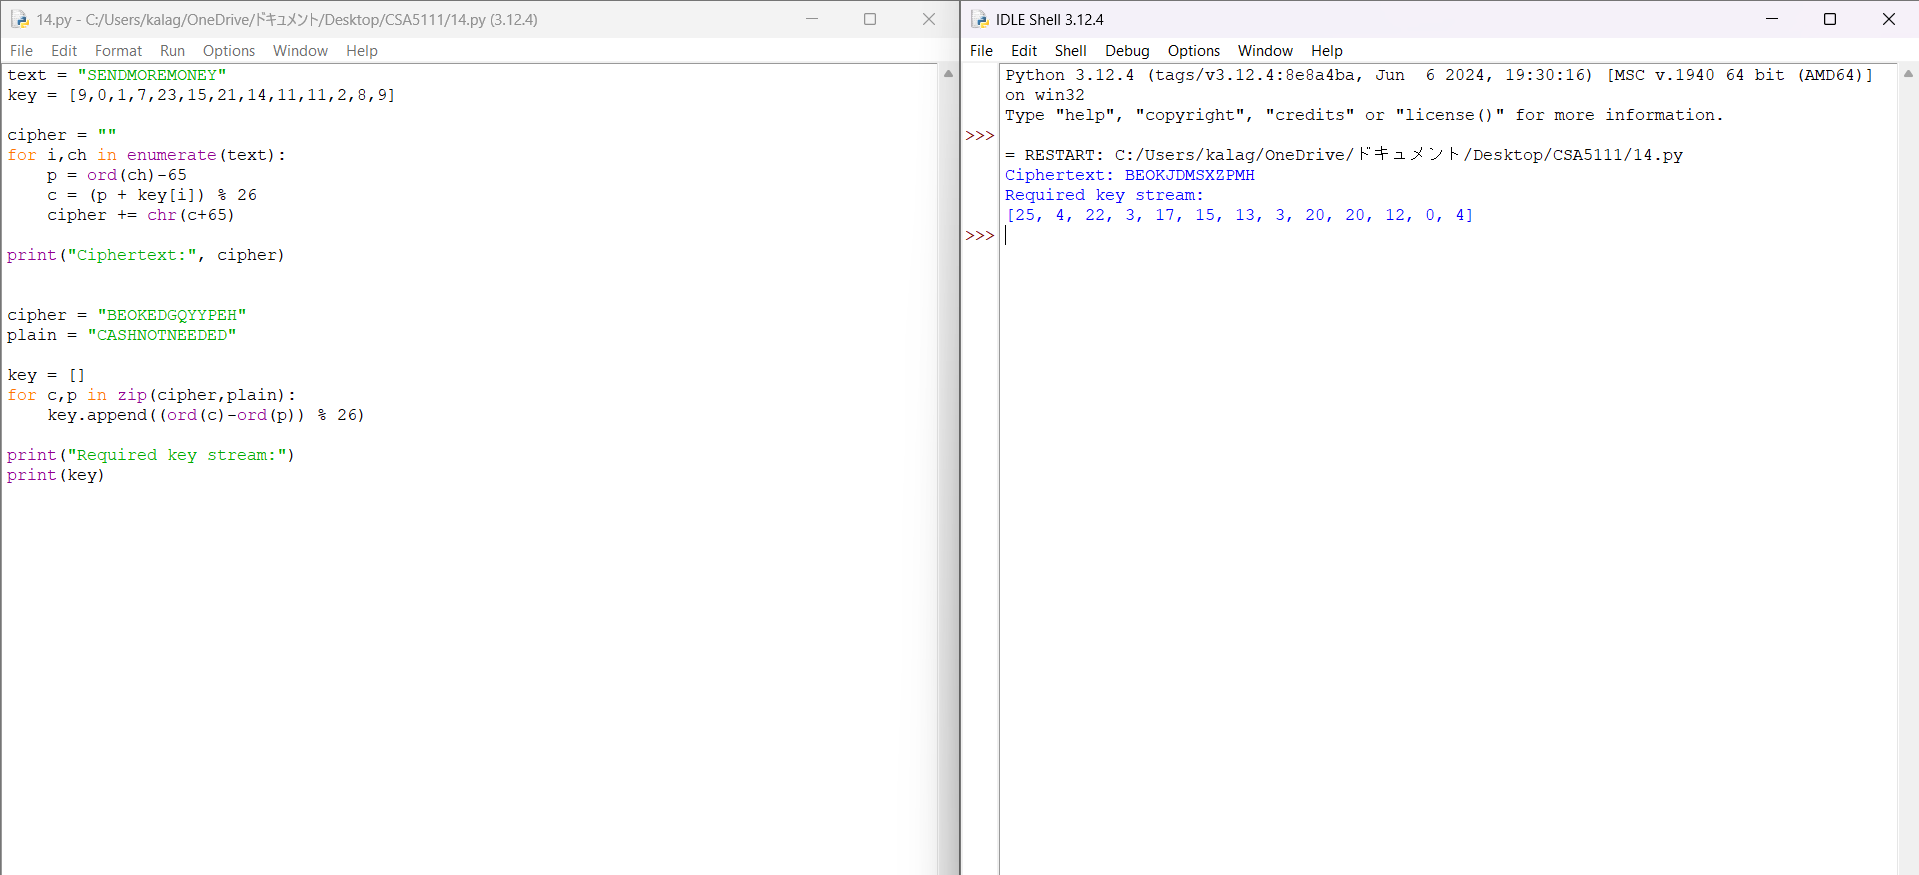 14.py - C:/Users/kalag/OneDrive/ドキュメント/Desktop/CSA5111/14.py (3.12.4)
File Edit Format Run Options Window Help
text = "SENDMOREMONEY"
key = [9,0,1,7,23,15,21,14,11,11,2,8,9]
cipher = ""
for i,ch in enumerate(text):
    p = ord(ch)-65
    c = (p + key[i]) % 26
    cipher += chr(c+65)
print("Ciphertext:", cipher)
cipher = "BEOKEDGQYYPEH"
plain = "CASHNOTNEEDED"
key = []
for c,p in zip(cipher,plain):
    key.append((ord(c)-ord(p)) % 26)
print("Required key stream:")
print(key)
IDLE Shell 3.12.4
File Edit Shell Debug Options Window Help
Python 3.12.4 (tags/v3.12.4:8e8a4ba, Jun  6 2024, 19:30:16) [MSC v.1940 64 bit (AMD64)]
on win32
Type "help", "copyright", "credits" or "license()" for more information.
>>>
= RESTART: C:/Users/kalag/OneDrive/ドキュメント/Desktop/CSA5111/14.py
Ciphertext: BEOKJDMSXZPMH
Required key stream:
[25, 4, 22, 3, 17, 15, 13, 3, 20, 20, 12, 0, 4]
>>>